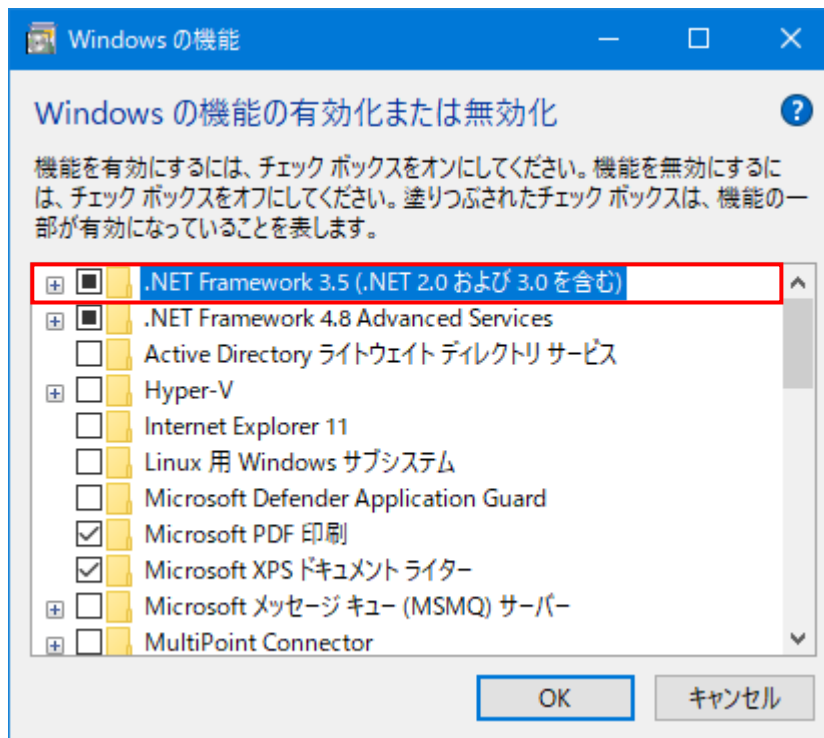 Windows の機能
Windows の機能の有効化または無効化
?
機能を有効にするには、チェック ボックスをオンにしてください。機能を無効にするに
は、チェック ボックスをオフにしてください。塗りつぶされたチェック ボックスは、機能の一
部が有効になっていることを表します。
.NET Framework 3.5 (.NET 2.0 および 3.0 を含む)
.NET Framework 4.8 Advanced Services
Active Directory ライトウェイト ディレクトリ サービス
Hyper-V
Internet Explorer 11
Linux 用 Windows サブシステム
Microsoft Defender Application Guard
Microsoft PDF 印刷
Microsoft XPS ドキュメント ライター
Microsoft メッセージ キュー (MSMQ) サーバー
MultiPoint Connector
OK キャンセル